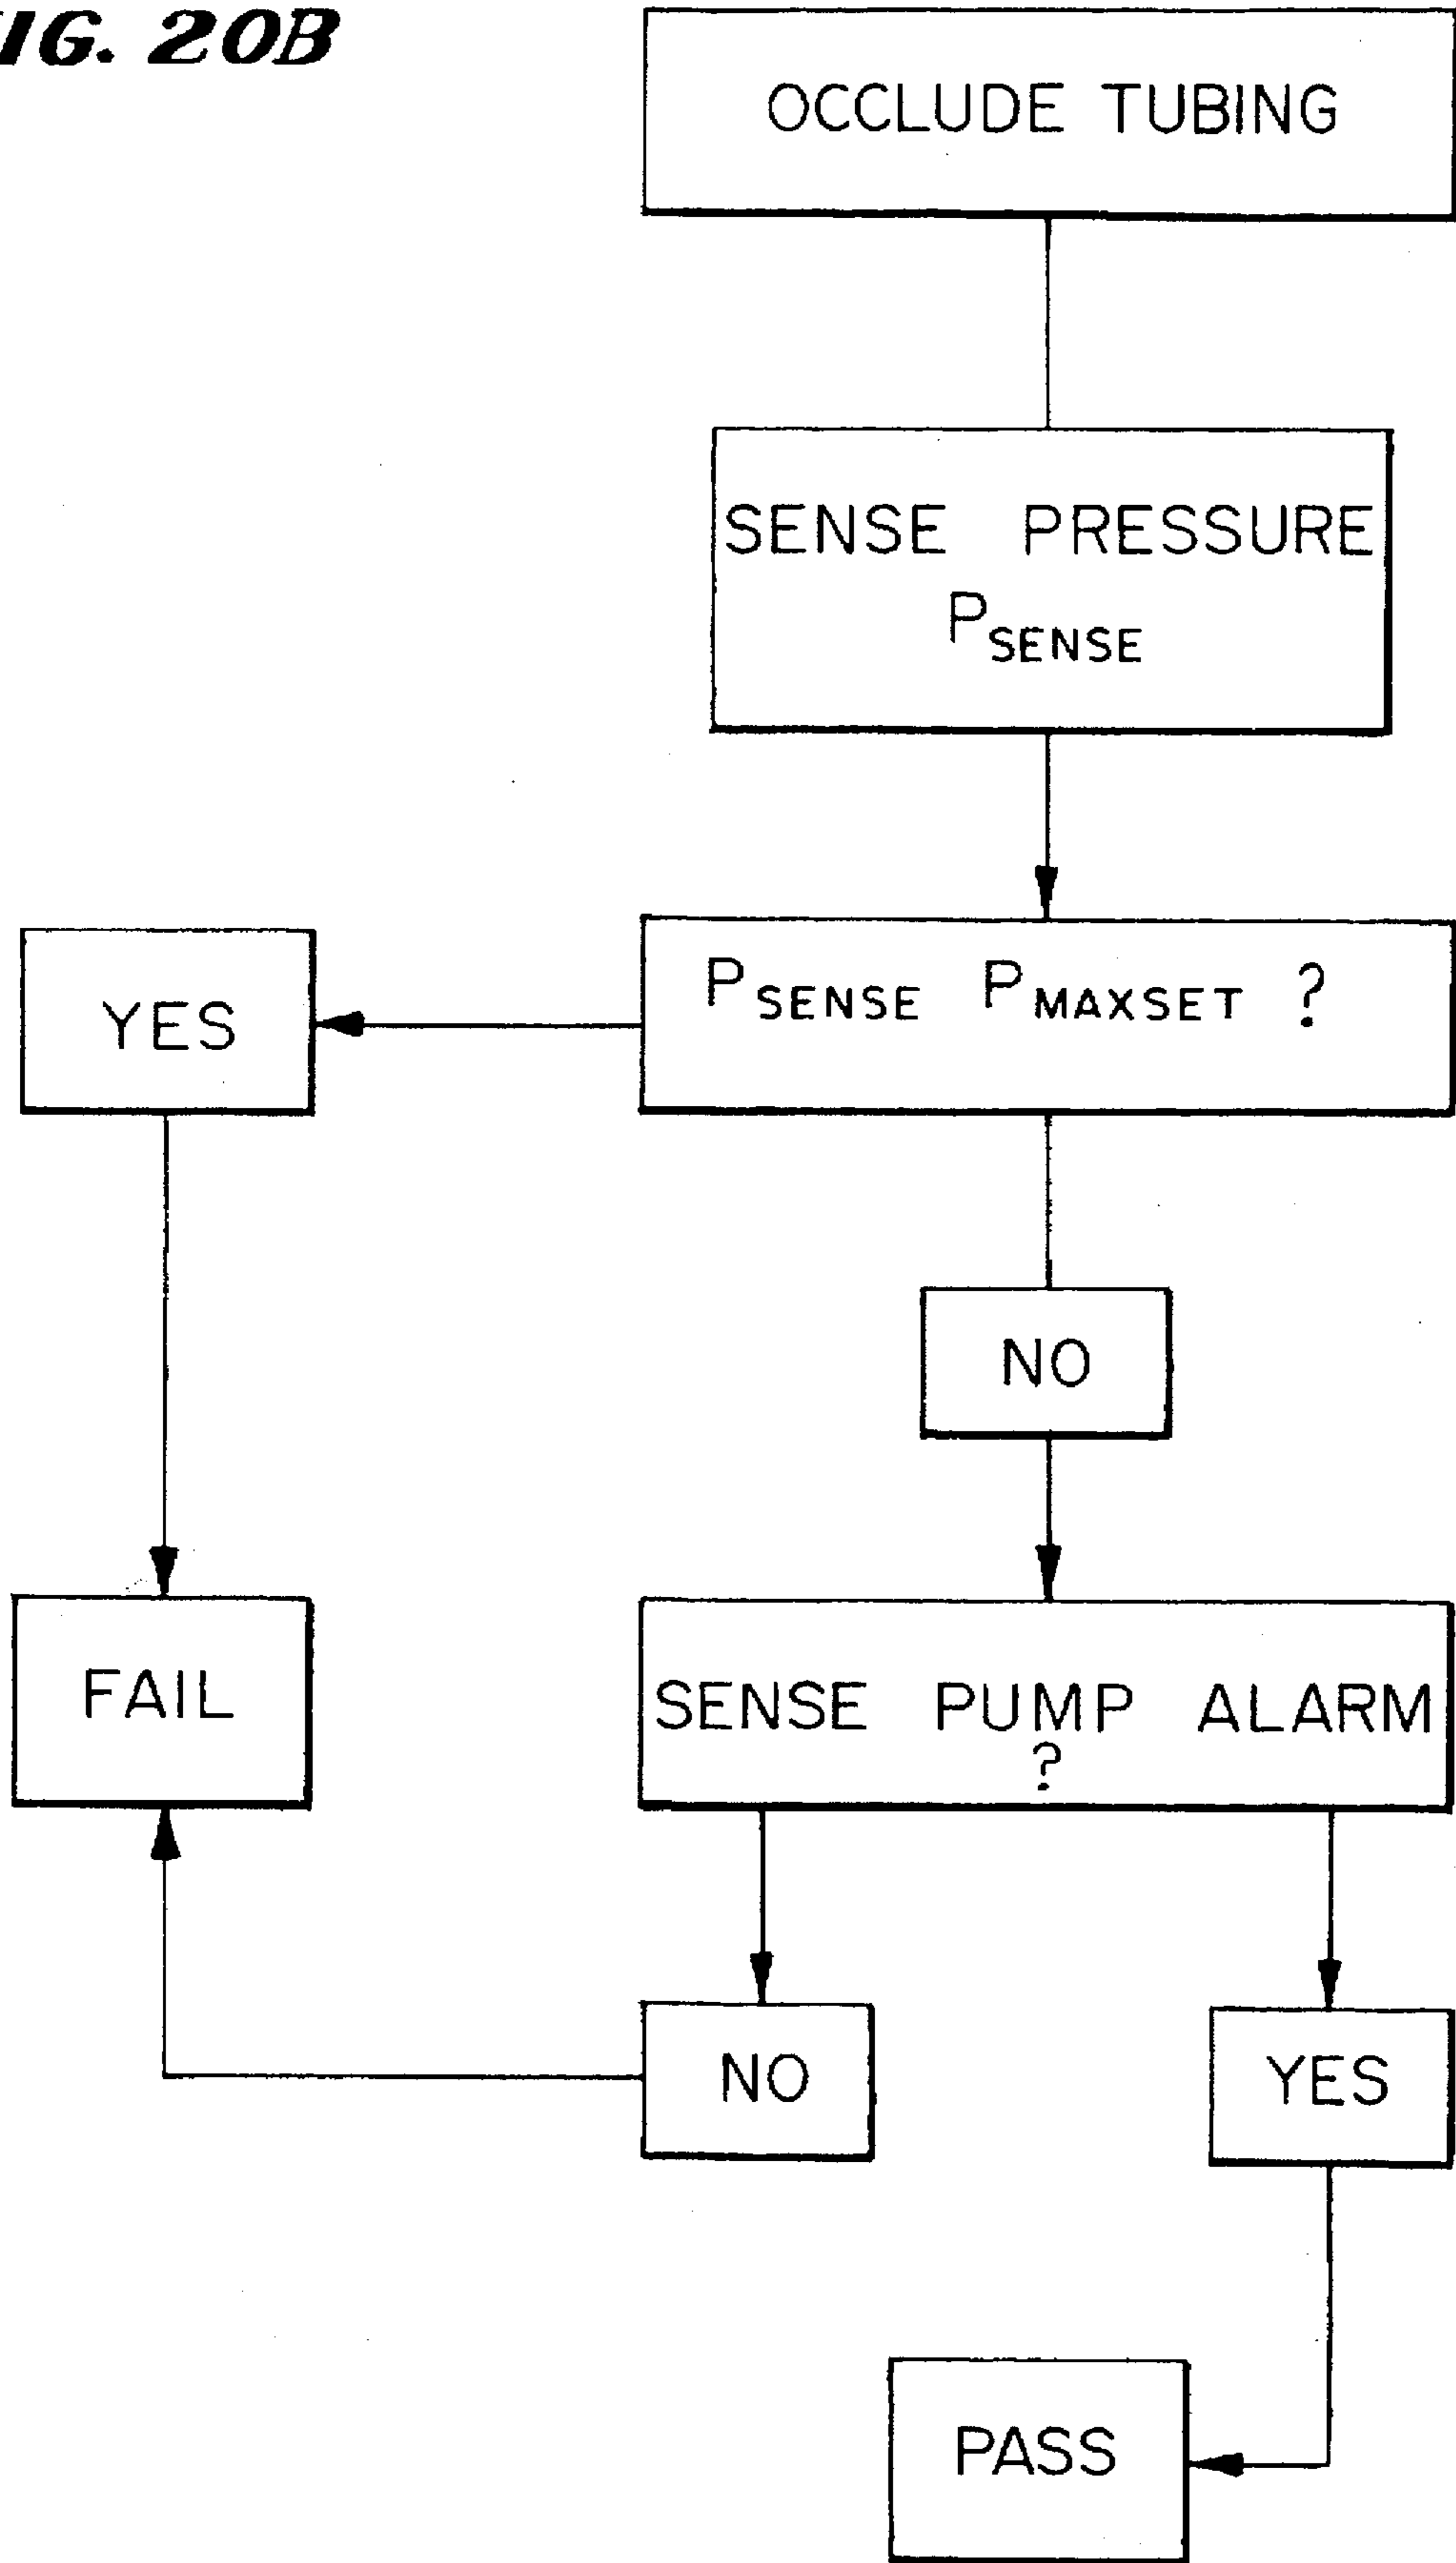 IG. 20B
OCCLUDE TUBING
SENSE PRESSURE
PSENSE
PSENSE PMAXSET ?
YES
NO
FAIL
SENSE PUMP ALARM
?
NO
YES
PASS